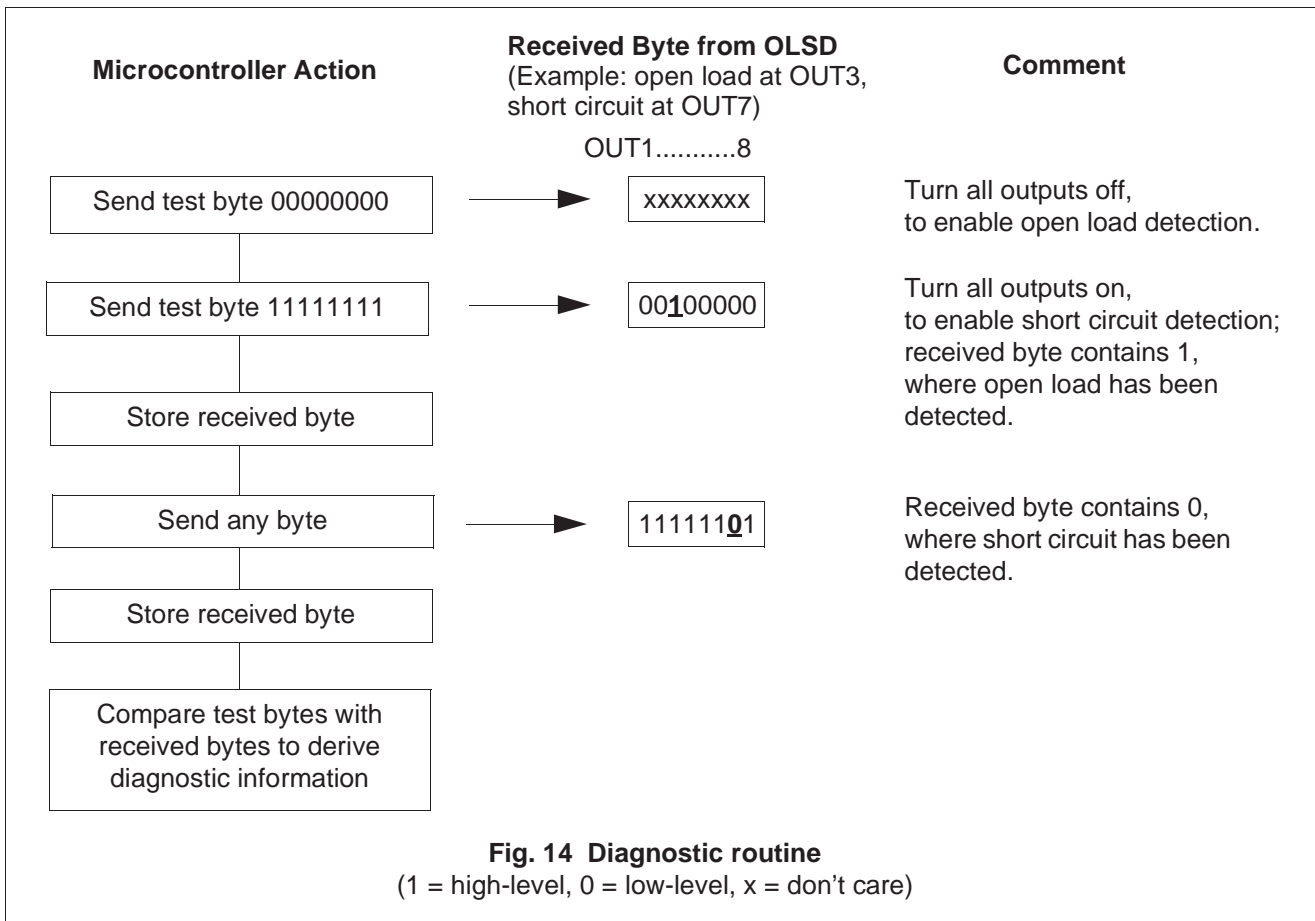 Microcontroller Action
Received Byte from OLSD
(Example: open load at OUT3,
short circuit at OUT7)
Comment
OUT1...........8
Send test byte 00000000
xxxxxxxx
Turn all outputs off,
to enable open load detection.
Send test byte 11111111
00100000
Turn all outputs on,
to enable short circuit detection;
received byte contains 1,
where open load has been
detected.
Store received byte
Send any byte
11111101
Received byte contains 0,
where short circuit has been
detected.
Store received byte
Compare test bytes with
received bytes to derive
diagnostic information
Fig. 14 Diagnostic routine
(1 = high-level, 0 = low-level, x = don't care)